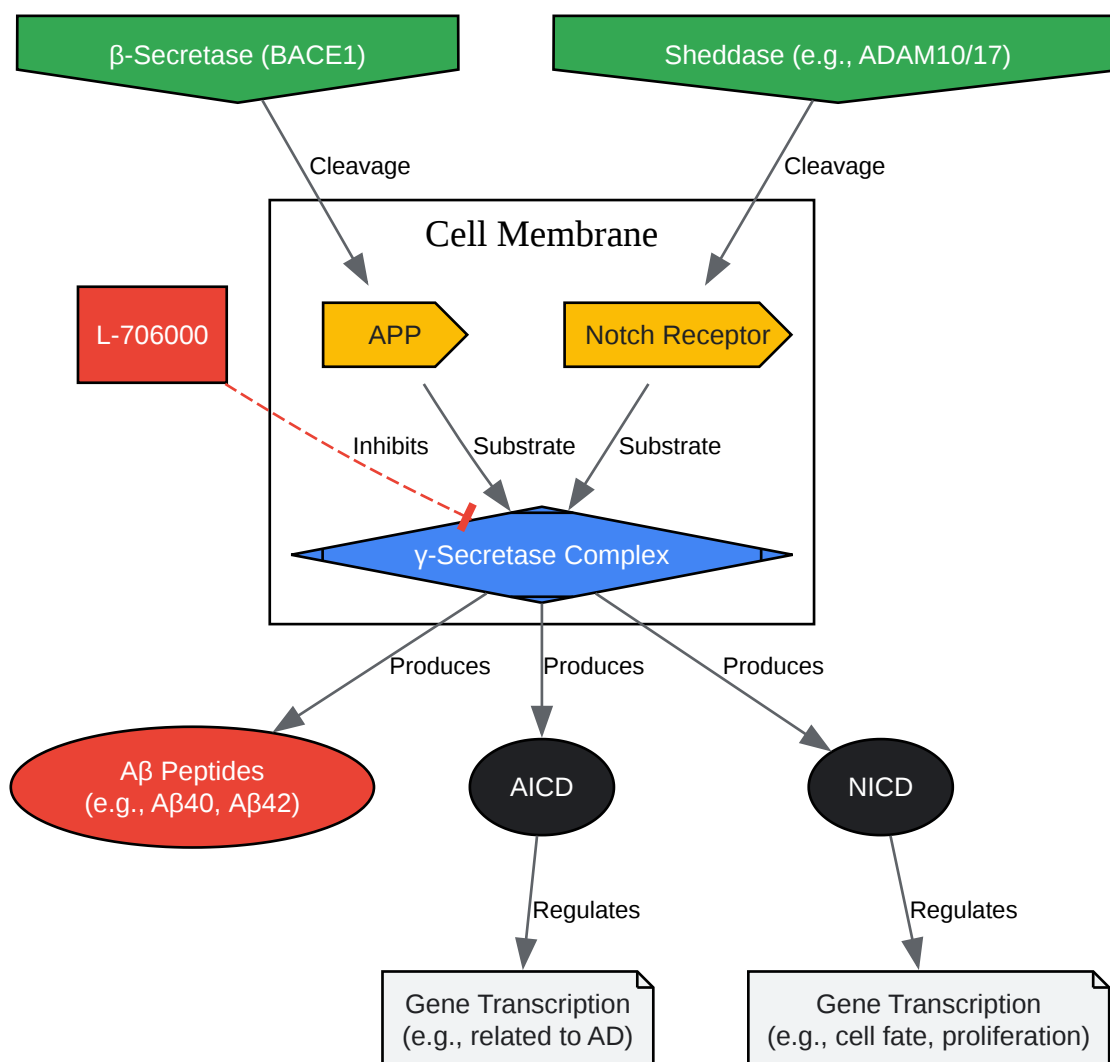 β-Secretase (BACE1)
Sheddase (e.g., ADAM10/17)
Cleavage
Cleavage
Cell Membrane
L-706000
APP
Notch Receptor
Inhibits
Substrate
Substrate
γ-Secretase Complex
Produces
Produces
Produces
Aβ Peptides
(e.g., Aβ40, Aβ42)
AICD
NICD
Regulates
Regulates
Gene Transcription
(e.g., related to AD)
Gene Transcription
(e.g., cell fate, proliferation)